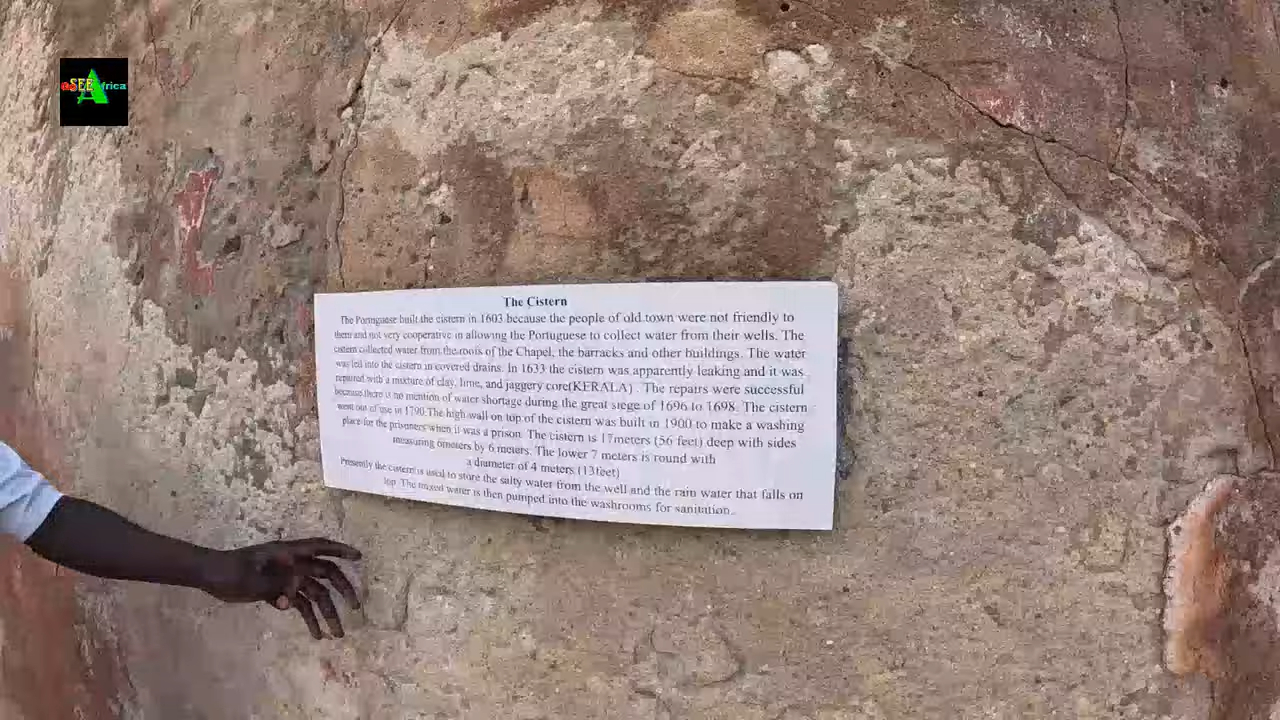 SEE Africa
The Cistern
The Portuguese built the cistern in 1603 because the people of old town were not friendly to
them and not very cooperative in allowing the Portuguese to collect water from their wells. The
cistern collected water from the roofs of the Chapel, the barracks and other buildings. The water
was led into the cistern in covered drains. In 1633 the cistern was apparently leaking and it was
repaired with a mixture of clay, lime, and jaggery core(KERALA) . The repairs were successful
because there is no mention of water shortage during the great siege of 1696 to 1698. The cistern
went out of use in 1790 The high wall on top of the cistern was built in 1900 to make a washing
place for the prisoners when it was a prison. The cistern is 17meters (56 feet) deep with sides
measuring 6meters by 6 meters. The lower 7 meters is round with
a diameter of 4 meters (13feet)
Presently the cistern is used to store the salty water from the well and the rain water that falls on
top. The mixed water is then pumped into the washrooms for sanitation.